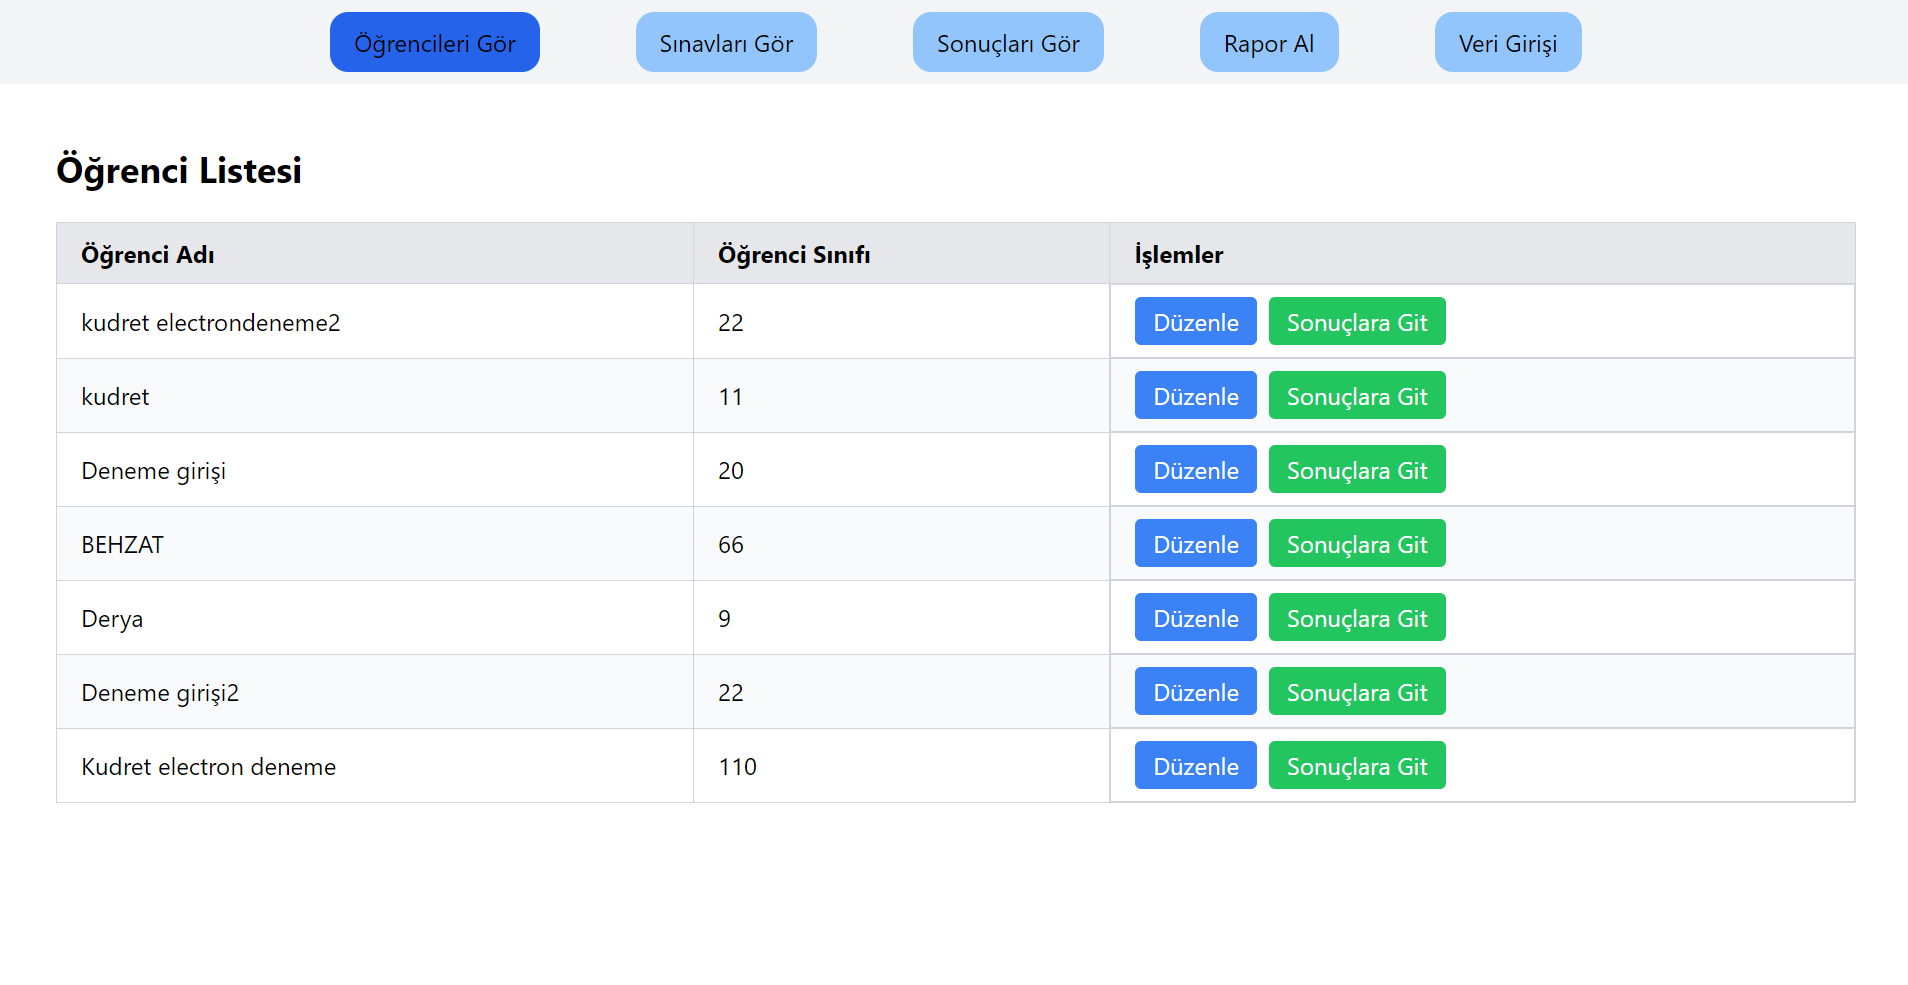 Öğrencileri Gör Sınavları Gör Sonuçları Gör Rapor Al Veri Girişi
Öğrenci Listesi
Öğrenci Adı Öğrenci Sınıfı İşlemler
kudret electrondeneme2 22 Düzenle Sonuçlara Git
kudret 11 Düzenle Sonuçlara Git
Deneme girişi 20 Düzenle Sonuçlara Git
BEHZAT 66 Düzenle Sonuçlara Git
Derya 9 Düzenle Sonuçlara Git
Deneme girişi2 22 Düzenle Sonuçlara Git
Kudret electron deneme 110 Düzenle Sonuçlara Git